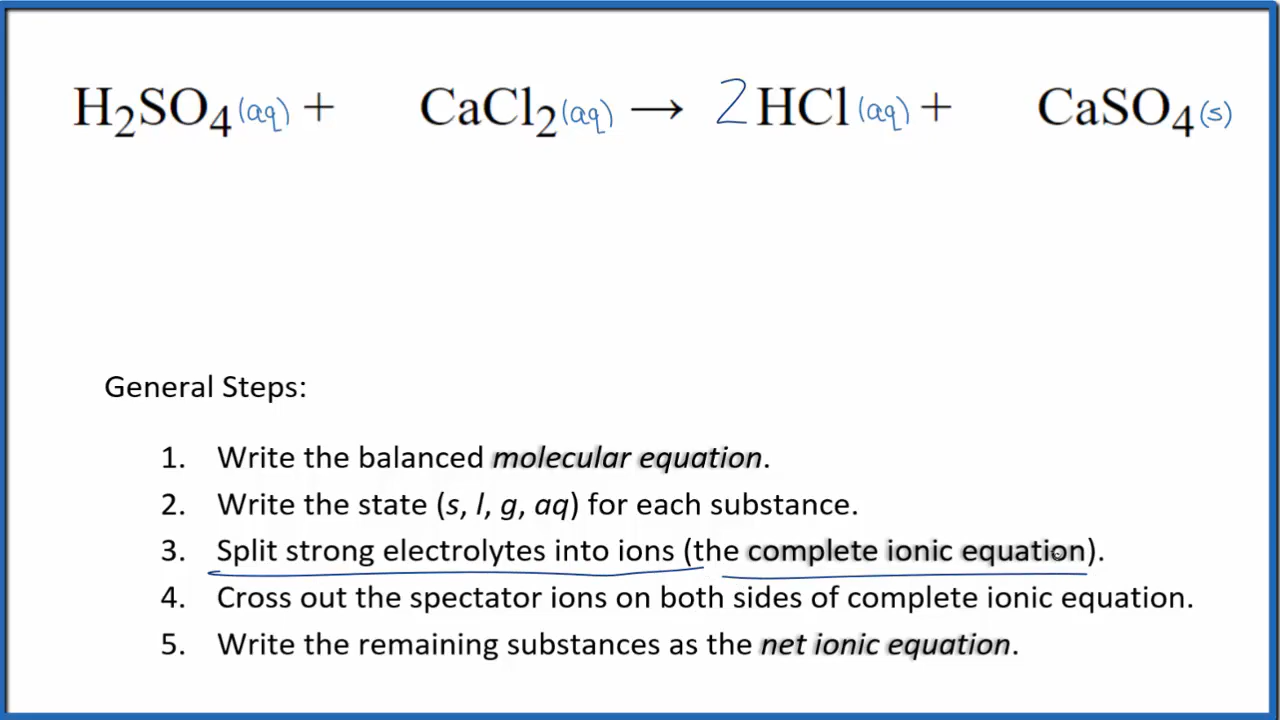 H₂SO₄(aq) + CaCl₂(aq) → 2HCl(aq) + CaSO₄(s)
General Steps:
1. Write the balanced molecular equation.
2. Write the state (s, l, g, aq) for each substance.
3. Split strong electrolytes into ions (the complete ionic equation).
4. Cross out the spectator ions on both sides of complete ionic equation.
5. Write the remaining substances as the net ionic equation.